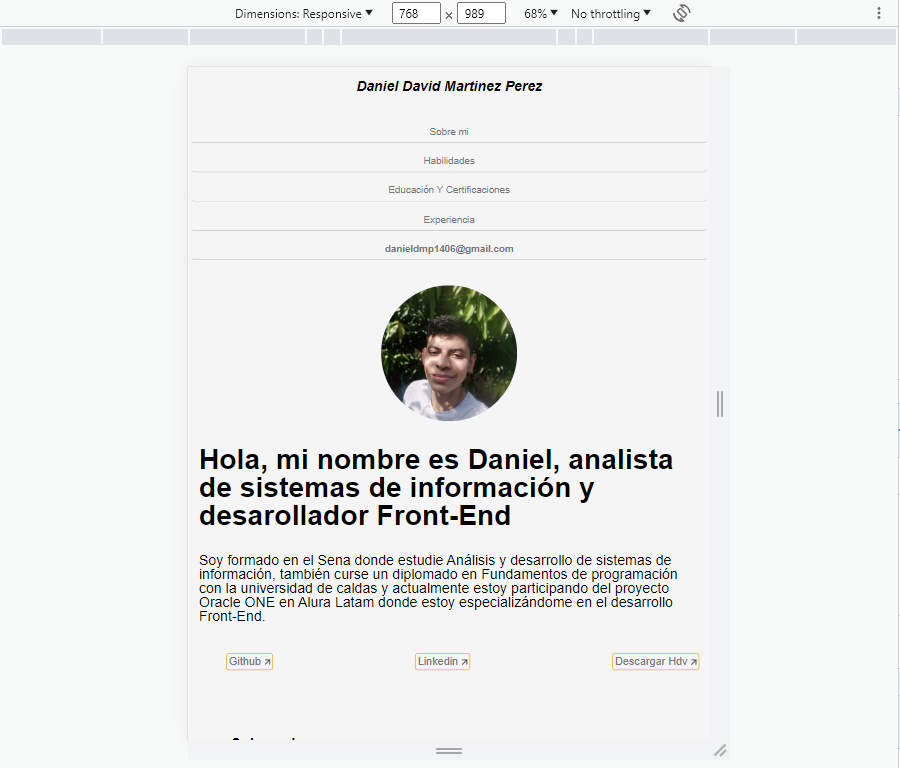 Dimensions: Responsive 768 × 989 68% No throttling
Daniel David Martinez Perez
Sobre mi
Habilidades
Educación Y Certificaciones
Experiencia
danieldmp1406@gmail.com
Hola, mi nombre es Daniel, analista
de sistemas de información y
desarollador Front-End
Soy formado en el Sena donde estudie Análisis y desarrollo de sistemas de
información, también curse un diplomado en Fundamentos de programación
con la universidad de caldas y actualmente estoy participando del proyecto
Oracle ONE en Alura Latam donde estoy especializándome en el desarrollo
Front-End.
Github Linkedin Descargar Hdv